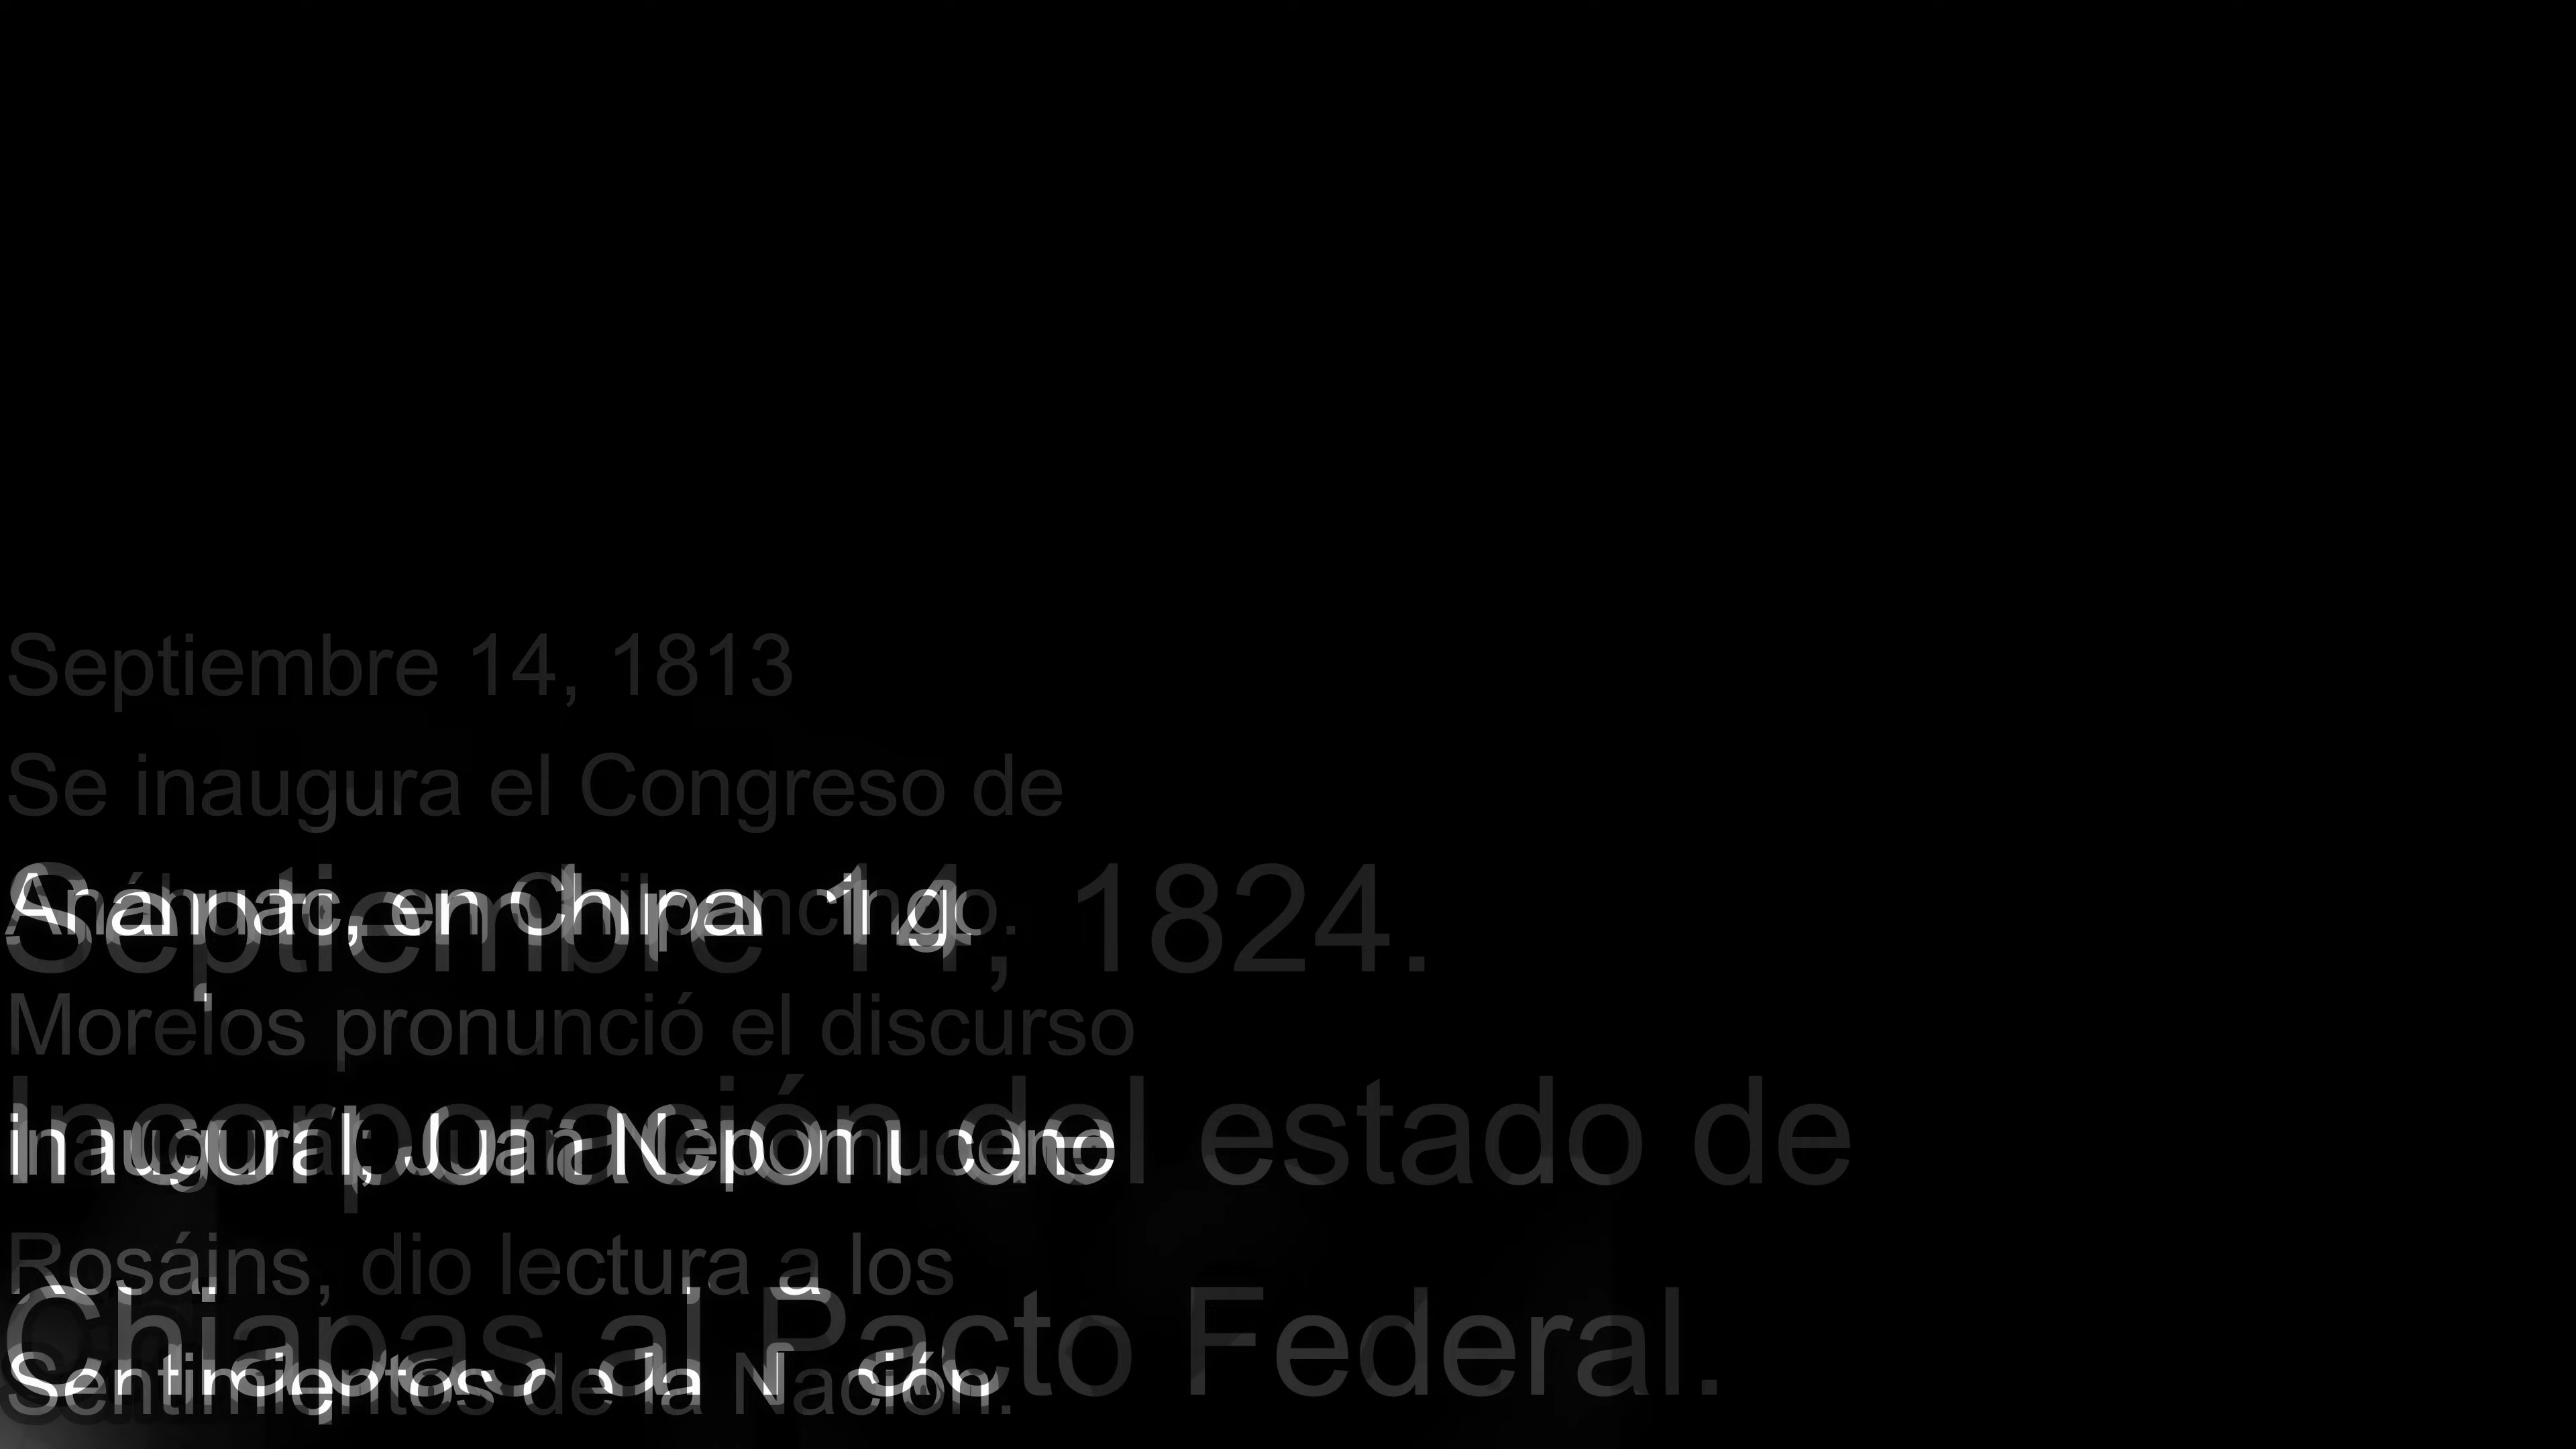 Septiembre 14, 1813
Se inaugura el Congreso de
Anáhuac, en Chilpancingo.
Septiembre 14, 1824.
Morelos pronunció el discurso
Incorporación del estado de
inaugural, Juan Nepomuceno
Rosáins, dio lectura a los
Chiapas al Pacto Federal.
Sentimientos de la Nación.